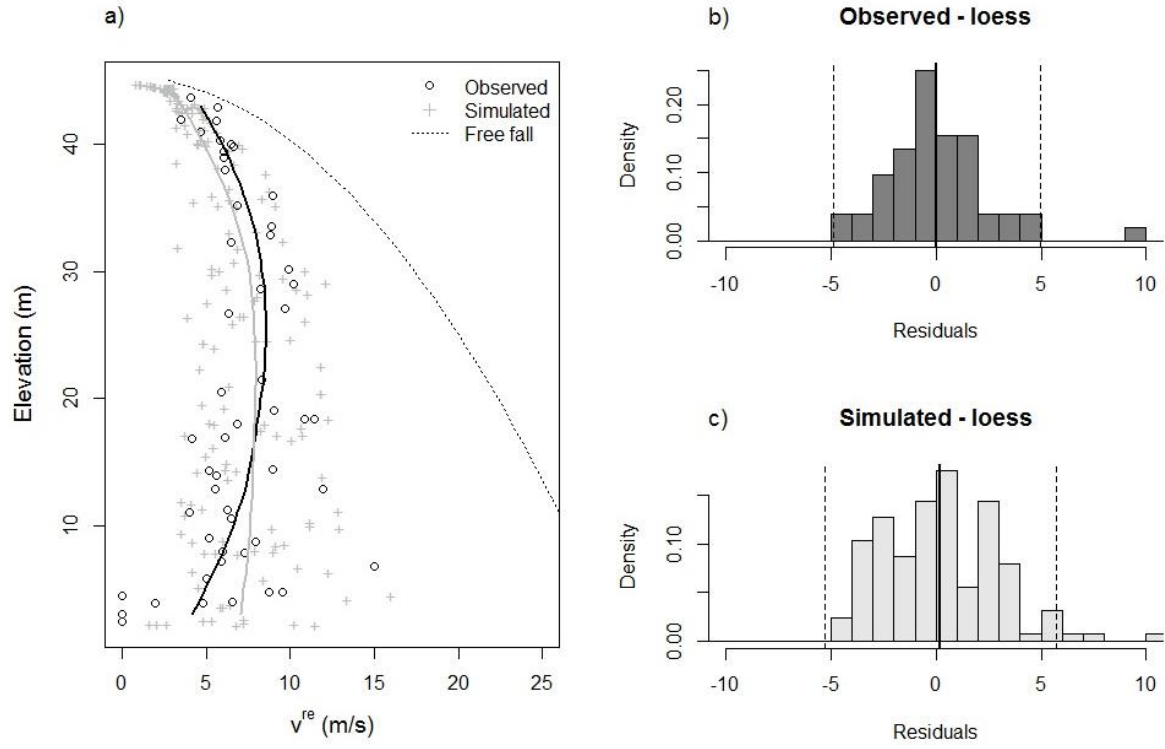 a)
Observed
Simulated
Free fall
Elevation (m)
40
30
20
10
0
5
10
15
20
25
v^re (m/s)
b)
Observed - loess
Density
0.20
0.10
0.00
-10
-5
0
5
10
Residuals
c)
Simulated - loess
Density
0.10
0.00
-10
-5
0
5
10
Residuals